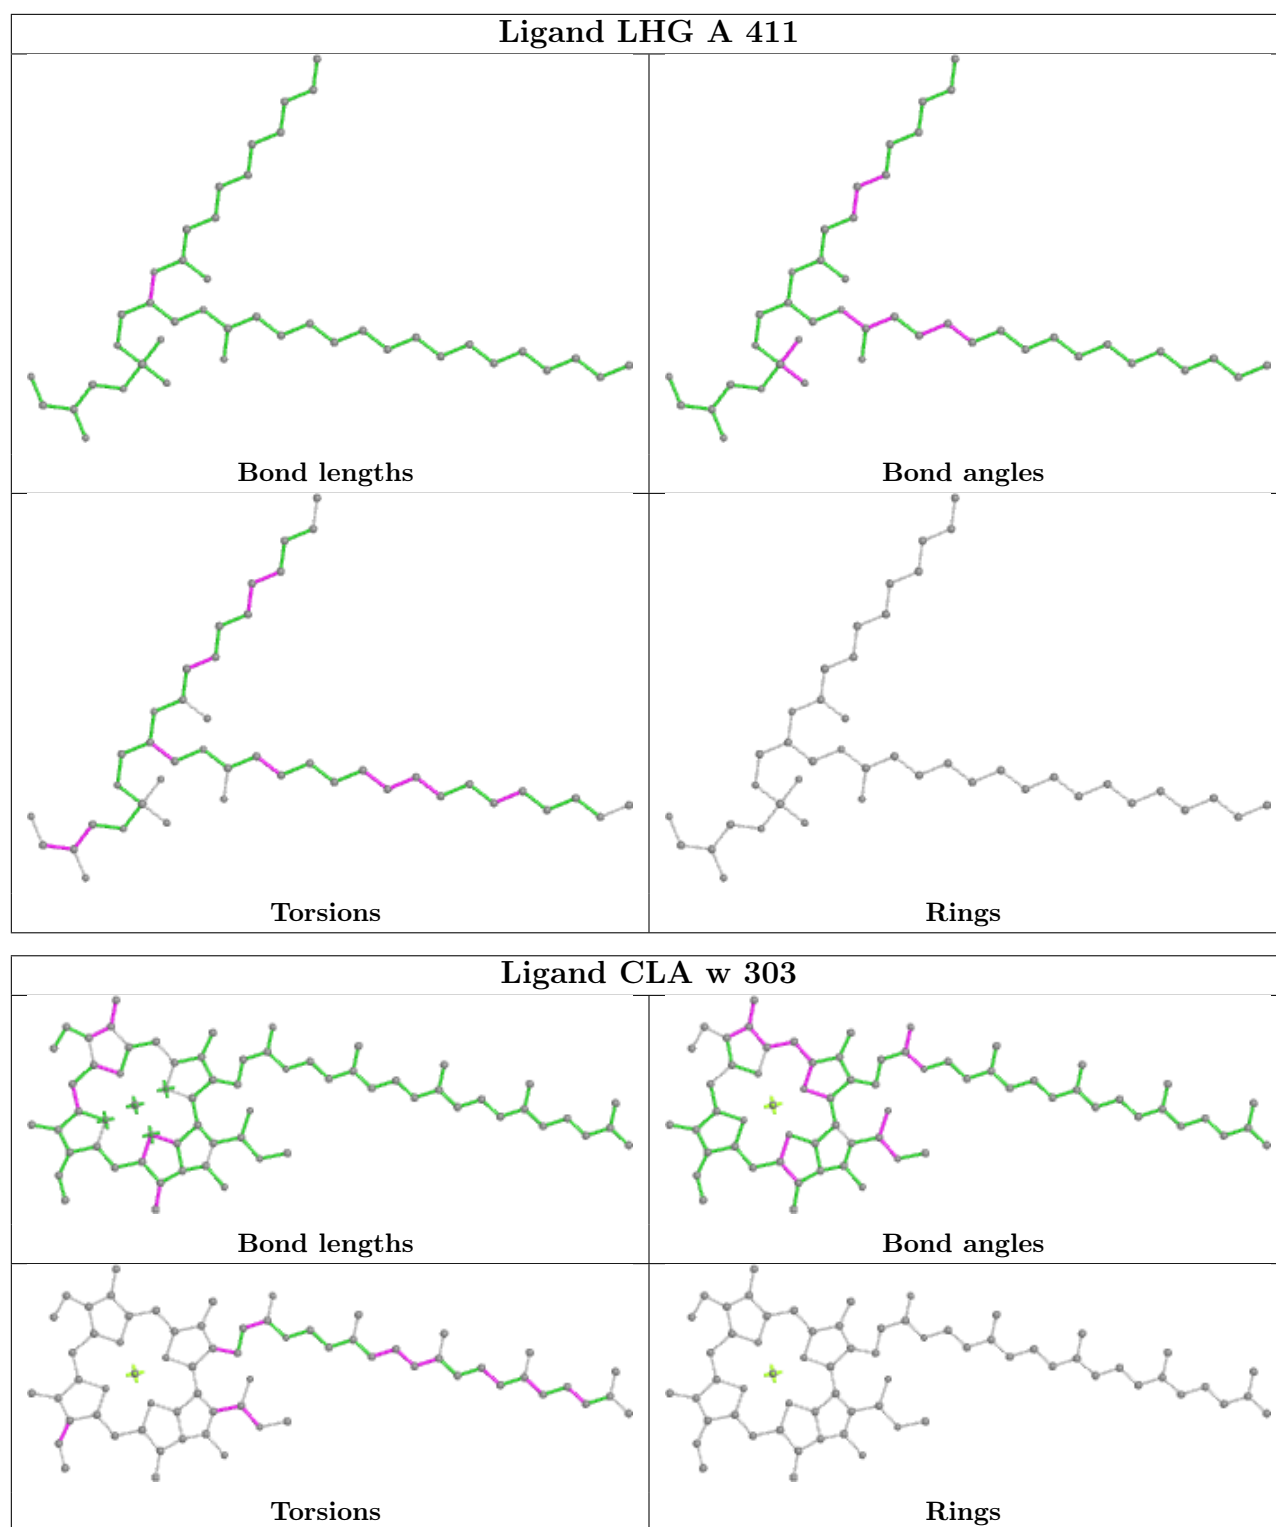 Ligand LHG A 411
Bond lengths
Bond angles
Torsions
Rings
Ligand CLA w 303
Bond lengths
Bond angles
Torsions
Rings